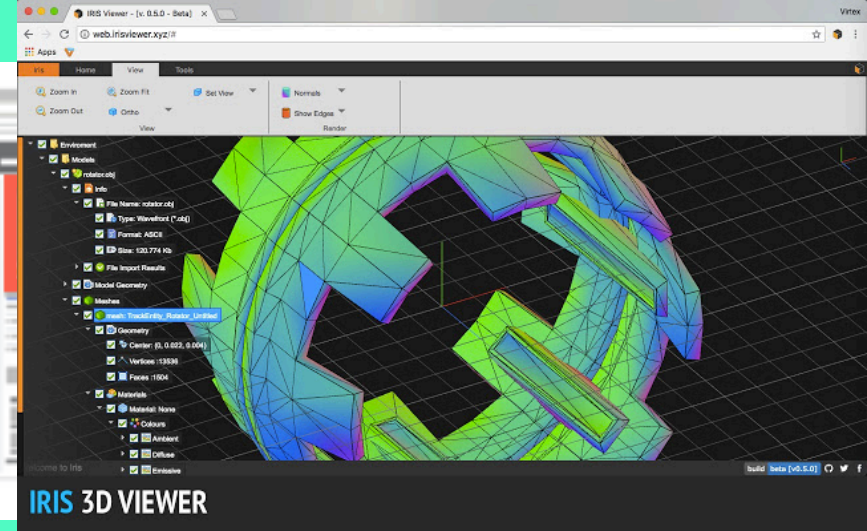 IRIS Viewer - [v. 0.5.0 - Beta]
Virtex
web.irisviewer.xyz/#
Apps
Iris Home View Tools
Zoom In Zoom Fit Set View Normals
Zoom Out Ortho Show Edges
View Render
Enviroment
Models
rotator.obj
Info
File Name: rotator.obj
Type: Wavefront (*.obj)
Format: ASCII
Size: 120.774 Kb
File Import Results
Model Geometry
Meshes
mesh: TrackEntity_Rotator_Untitled
Geometry
Center: (0, 0.022, 0.004)
Vertices :13536
Faces :1504
Materials
Material: None
Colours
Ambient
Diffuse
Emissive
to Iris
build beta [v0.5.0]
IRIS 3D VIEWER